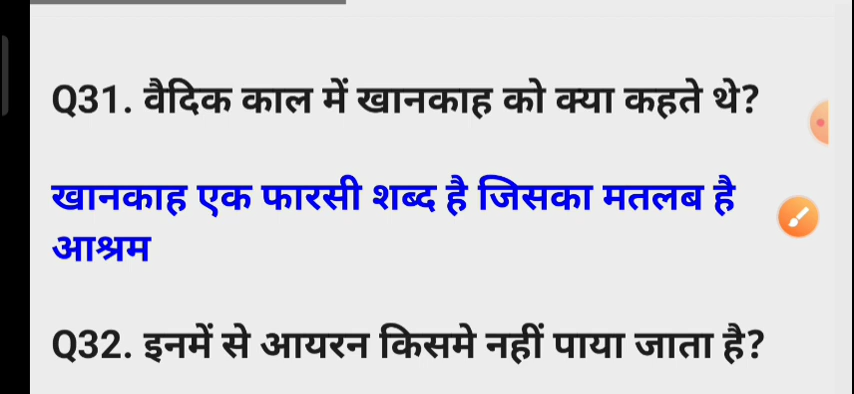 Q31. वैदिक काल में खानकाह को क्या कहते थे?
खानकाह एक फारसी शब्द है जिसका मतलब है
आश्रम
Q32. इनमें से आयरन किसमे नहीं पाया जाता है?